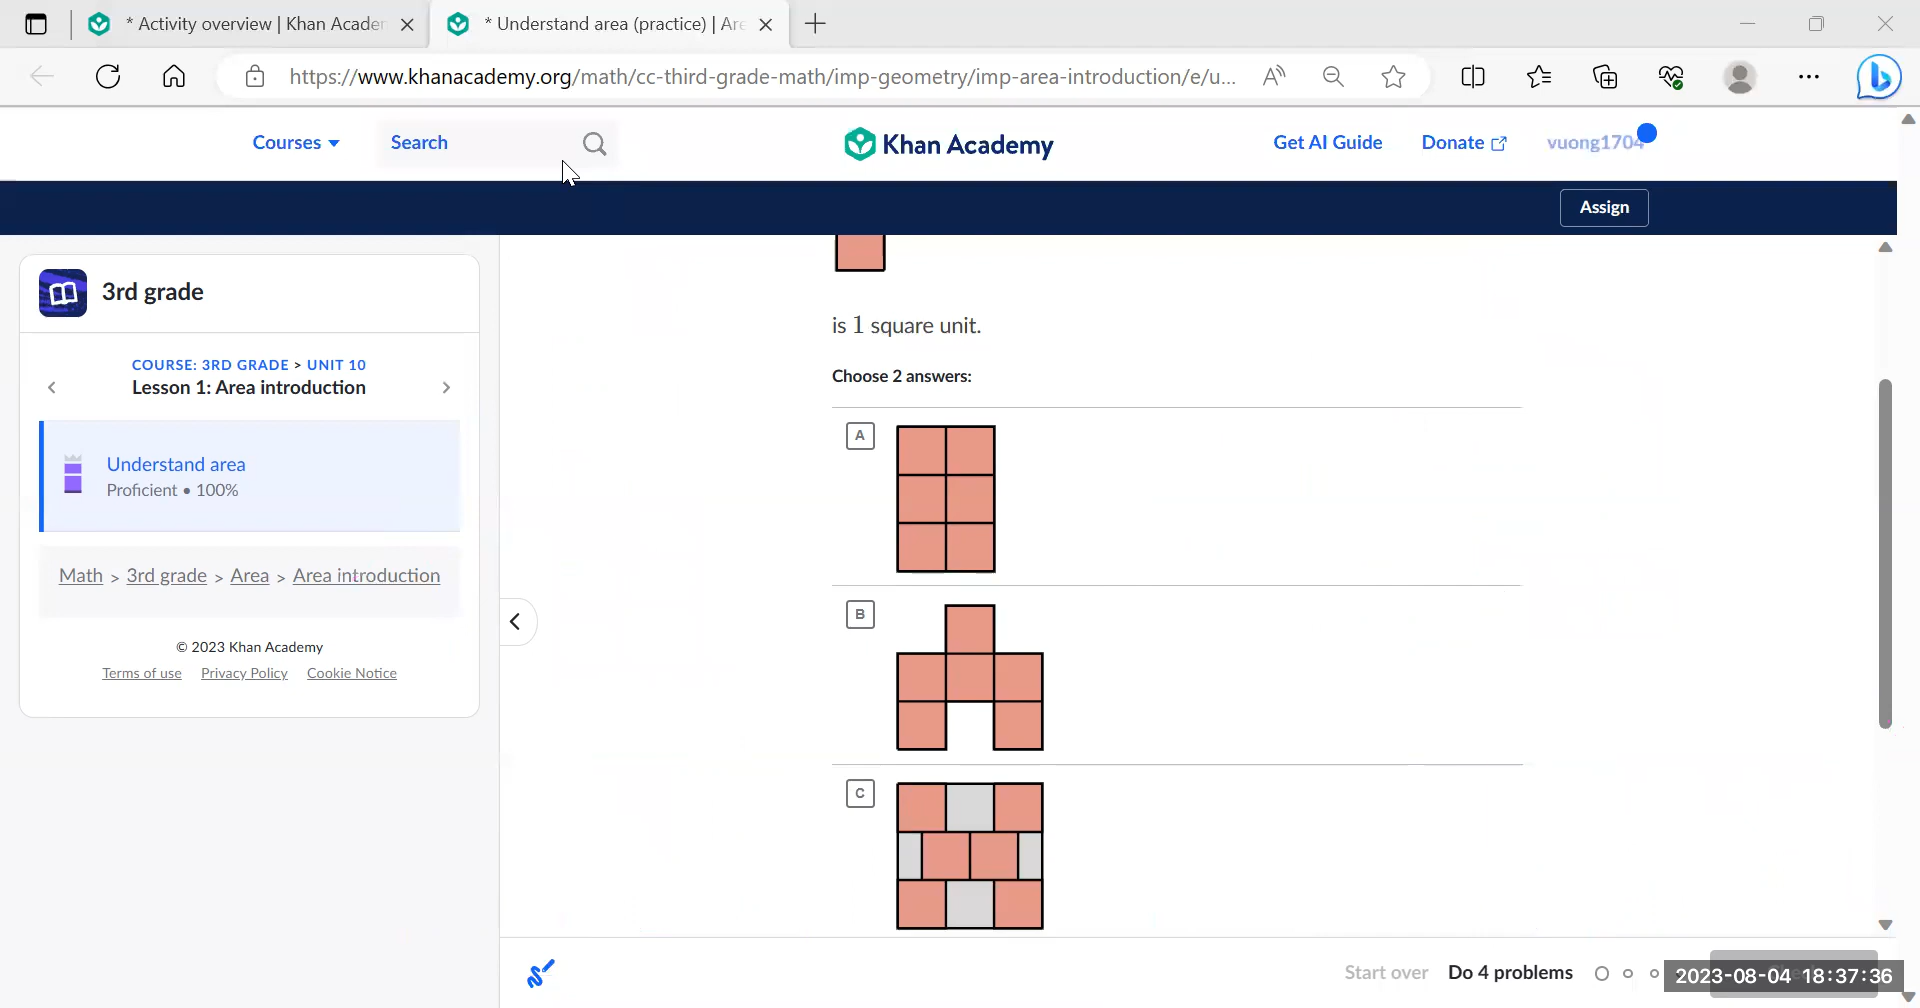 * Activity overview | Khan Academ
* Understand area (practice) | Are
https://www.khanacademy.org/math/cc-third-grade-math/imp-geometry/imp-area-introduction/e/u...
Courses
Search
Khan Academy
Get AI Guide
Donate
vuong1704
Assign
3rd grade
COURSE: 3RD GRADE > UNIT 10
Lesson 1: Area introduction
Understand area
Proficient • 100%
Math > 3rd grade > Area > Area introduction
© 2023 Khan Academy
Terms of use Privacy Policy Cookie Notice
is 1 square unit.
Choose 2 answers:
A
B
C
Start over Do 4 problems
2023-08-04 18:37:36